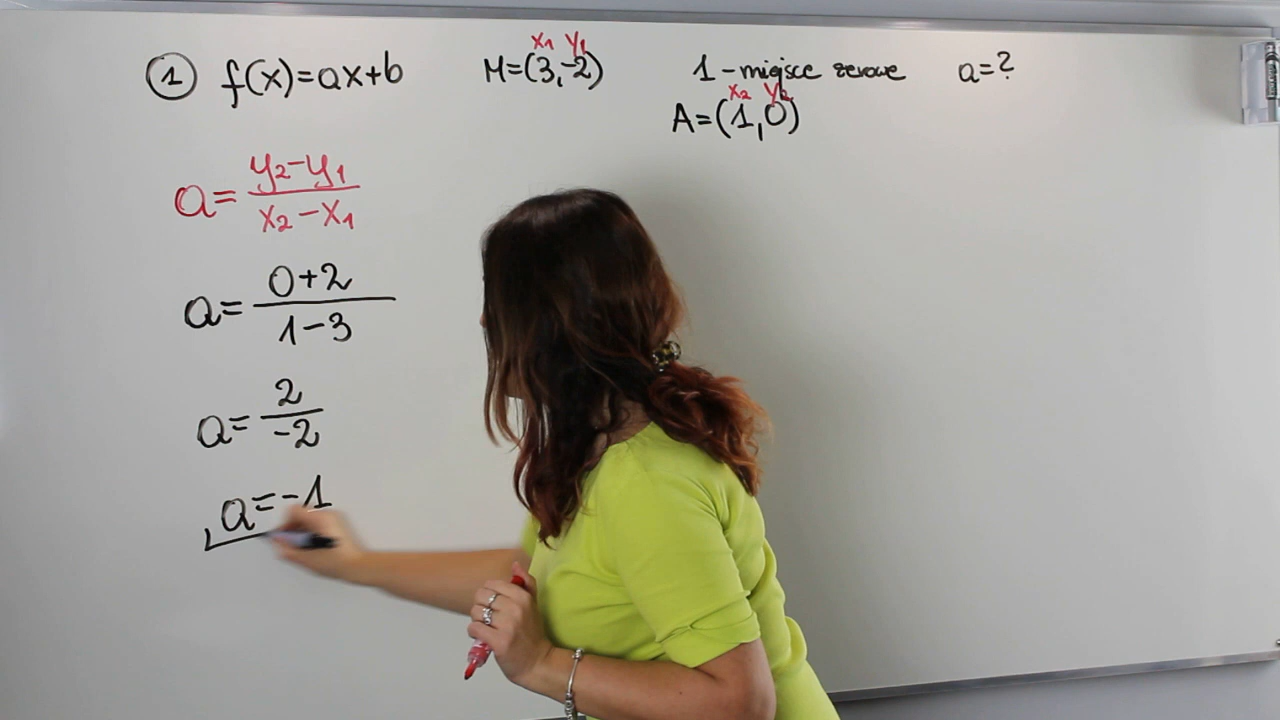 ① f(x)=ax+b M=(3,-2) 1-miejsce zerowe a=?
x₁ y₁
A=(1,0)
x₂ y₂
a= y₂-y₁ / x₂-x₁
a= 0+2 / 1-3
a= 2 / -2
a=-1